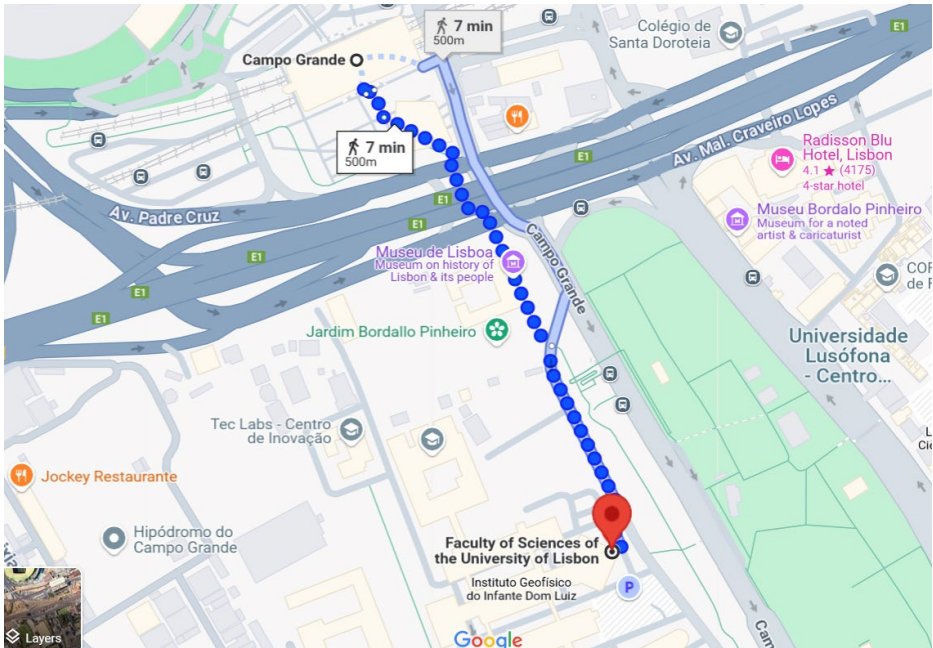 7 min
500m
Colégio de
Santa Doroteia
E1
Campo Grande
7 min
500m
E1
Av. Mal. Craveiro Lopes
Radisson Blu
Hotel, Lisbon
4.1 ★ (4175)
4-star hotel
Av. Padre Cruz
E1
E1
Museu Bordalo Pinheiro
Museum for a noted
artist & caricaturist
E1
Museu de Lisboa
Museum on history of
Lisbon & its people
Campo Grande
E1
E1
Jardim Bordallo Pinheiro
Universidade
Lusófona
- Centro...
Tec Labs - Centro
de Inovação
Jockey Restaurante
Hipódromo do
Campo Grande
Faculty of Sciences of
the University of Lisbon
Instituto Geofísico
do Infante Dom Luiz
P
Layers
Google